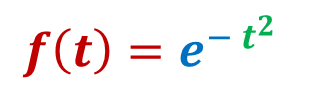 f(t) = e^{-t^2}